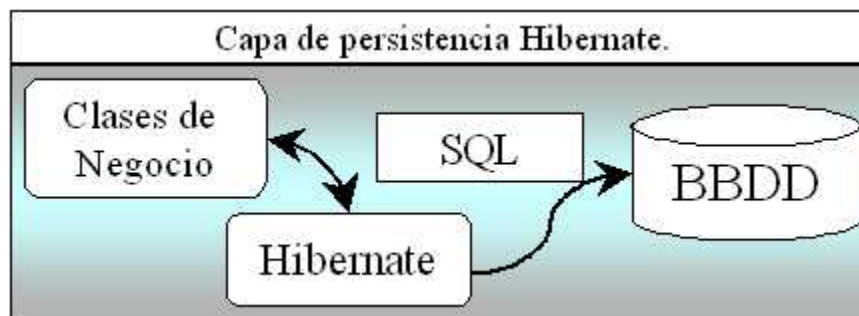 Capa de persistencia Hibernate.
Clases de
Negocio
SQL
BBDD
Hibernate